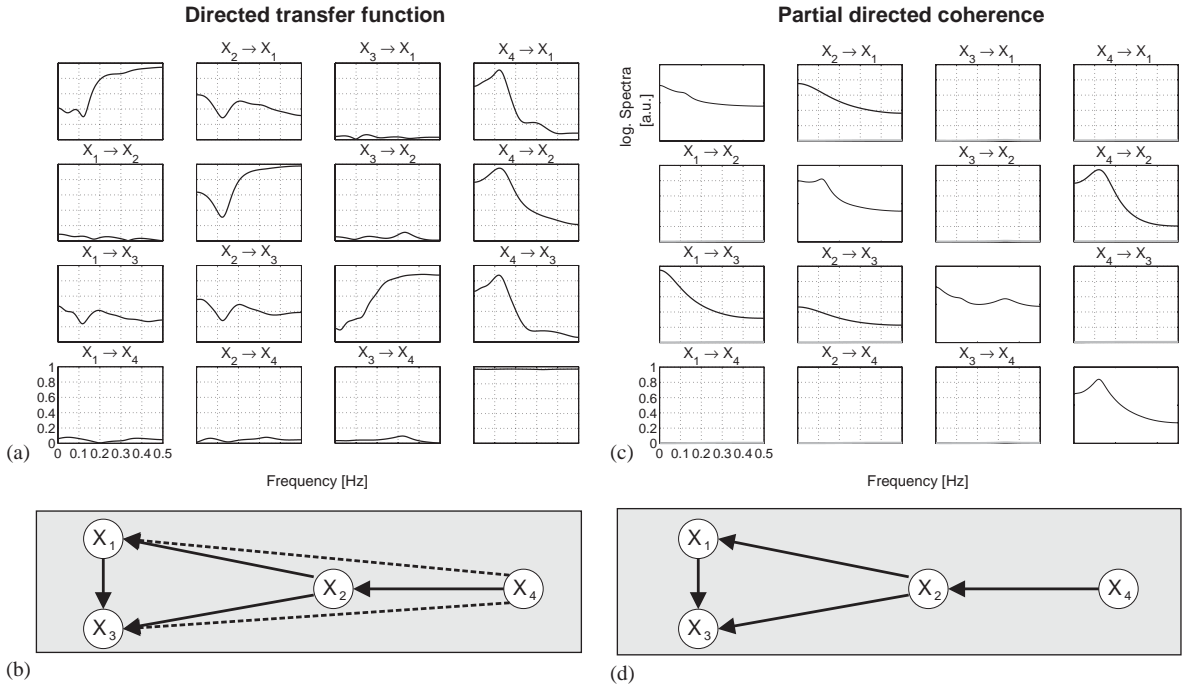 Directed transfer function
X₂ → X₁
X₃ → X₁
X₄ → X₁
X₁ → X₂
X₃ → X₂
X₄ → X₂
X₁ → X₃
X₂ → X₃
X₄ → X₃
X₁ → X₄
X₂ → X₄
X₃ → X₄
1
0.8
0.6
0.4
0.2
0
0 0.1 0.2 0.3 0.4 0.5
(a)
Frequency [Hz]
X₁
X₂
X₃
X₄
(b)
Partial directed coherence
log. Spectra
[a.u.]
X₂ → X₁
X₃ → X₁
X₄ → X₁
X₁ → X₂
X₃ → X₂
X₄ → X₂
X₁ → X₃
X₂ → X₃
X₄ → X₃
X₁ → X₄
X₂ → X₄
X₃ → X₄
1
0.8
0.6
0.4
0.2
0
0 0.1 0.2 0.3 0.4 0.5
(c)
Frequency [Hz]
X₁
X₂
X₃
X₄
(d)